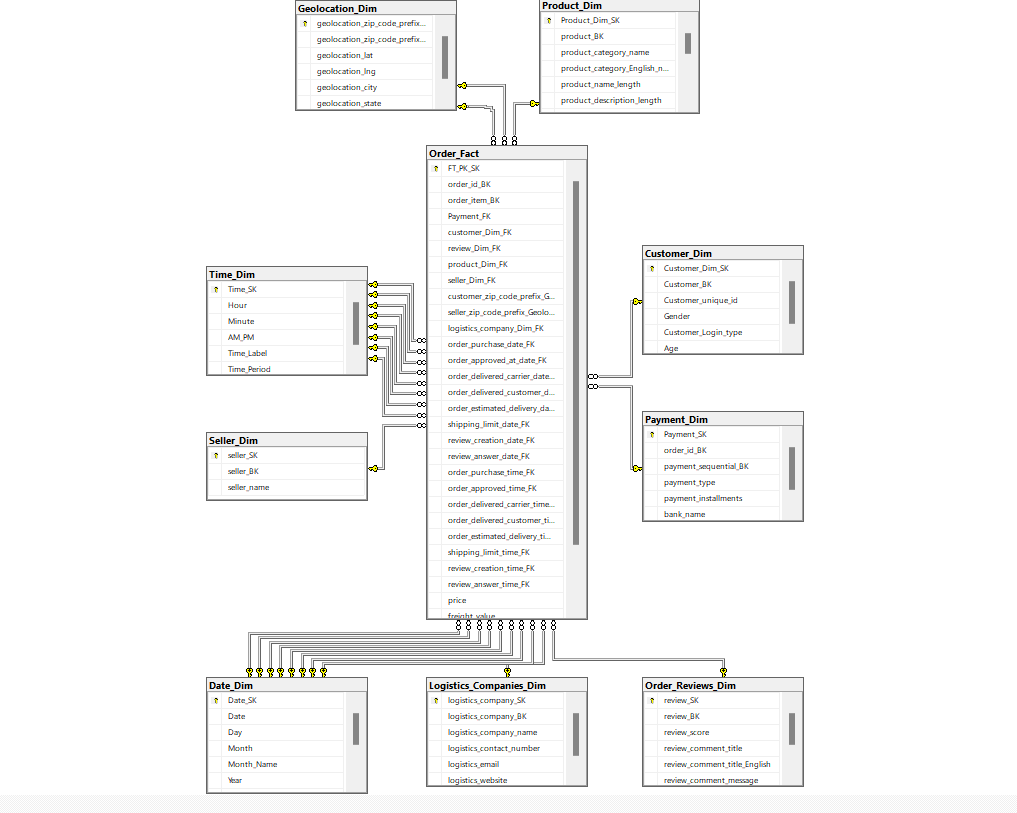 Geolocation_Dim
geolocation_zip_code_prefix...
geolocation_zip_code_prefix...
geolocation_lat
geolocation_lng
geolocation_city
geolocation_state
Product_Dim
Product_Dim_SK
product_BK
product_category_name
product_category_English_n...
product_name_length
product_description_length
Order_Fact
FT_PK_SK
order_id_BK
order_item_BK
Payment_FK
customer_Dim_FK
review_Dim_FK
product_Dim_FK
seller_Dim_FK
customer_zip_code_prefix_G...
seller_zip_code_prefix_Geolo...
logistics_company_Dim_FK
order_purchase_date_FK
order_approved_at_date_FK
order_delivered_carrier_date...
order_delivered_customer_d...
order_estimated_delivery_da...
shipping_limit_date_FK
review_creation_date_FK
review_answer_date_FK
order_purchase_time_FK
order_approved_time_FK
order_delivered_carrier_time...
order_delivered_customer_ti...
order_estimated_delivery_ti...
shipping_limit_time_FK
review_creation_time_FK
review_answer_time_FK
price
freight_value
Time_Dim
Time_SK
Hour
Minute
AM_PM
Time_Label
Time_Period
Seller_Dim
seller_SK
seller_BK
seller_name
Customer_Dim
Customer_Dim_SK
Customer_BK
Customer_unique_id
Gender
Customer_Login_type
Age
Payment_Dim
Payment_SK
order_id_BK
payment_sequential_BK
payment_type
payment_installments
bank_name
Date_Dim
Date_SK
Date
Day
Month
Month_Name
Year
Logistics_Companies_Dim
logistics_company_SK
logistics_company_BK
logistics_company_name
logistics_contact_number
logistics_email
logistics_website
Order_Reviews_Dim
review_SK
review_BK
review_score
review_comment_title
review_comment_title_English
review_comment_message